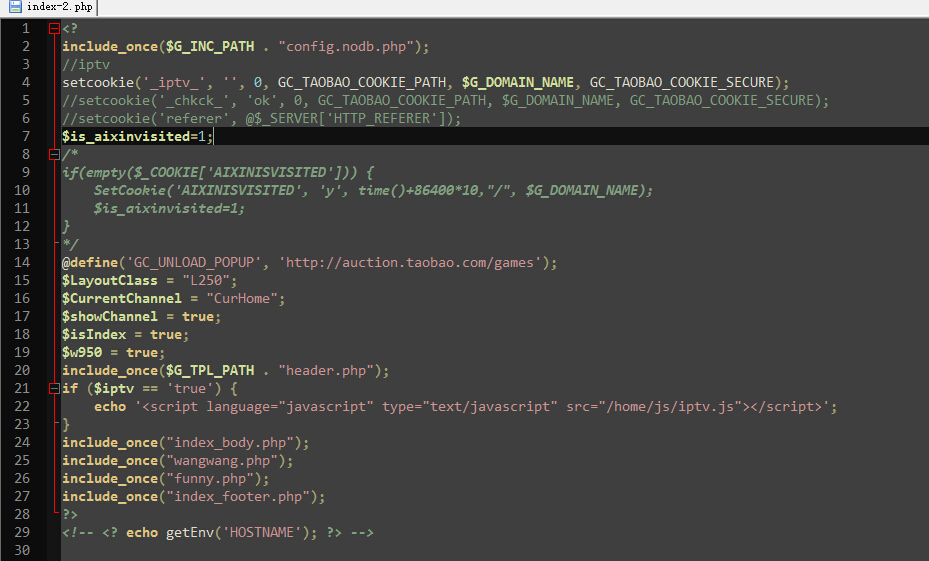 index-2.php
1 <?
2 include_once($G_INC_PATH . "config.nodb.php");
3 //iptv
4 setcookie('_iptv_', '', 0, GC_TAOBAO_COOKIE_PATH, $G_DOMAIN_NAME, GC_TAOBAO_COOKIE_SECURE);
5 //setcookie('_chkck_', 'ok', 0, GC_TAOBAO_COOKIE_PATH, $G_DOMAIN_NAME, GC_TAOBAO_COOKIE_SECURE);
6 //setcookie('referer', @$_SERVER['HTTP_REFERER']);
7 $is_aixinvisited=1;
8 /*
9 if(empty($_COOKIE['AIXINISVISITED'])) {
10     SetCookie('AIXINISVISITED', 'y', time()+86400*10,"/", $G_DOMAIN_NAME);
11     $is_aixinvisited=1;
12 }
13 */
14 @define('GC_UNLOAD_POPUP', 'http://auction.taobao.com/games');
15 $LayoutClass = "L250";
16 $CurrentChannel = "CurHome";
17 $showChannel = true;
18 $isIndex = true;
19 $w950 = true;
20 include_once($G_TPL_PATH . "header.php");
21 if ($iptv == 'true') {
22     echo '<script language="javascript" type="text/javascript" src="/home/js/iptv.js"></script>';
23 }
24 include_once("index_body.php");
25 include_once("wangwang.php");
26 include_once("funny.php");
27 include_once("index_footer.php");
28 ?>
29 <!-- <? echo getEnv('HOSTNAME'); ?> -->
30